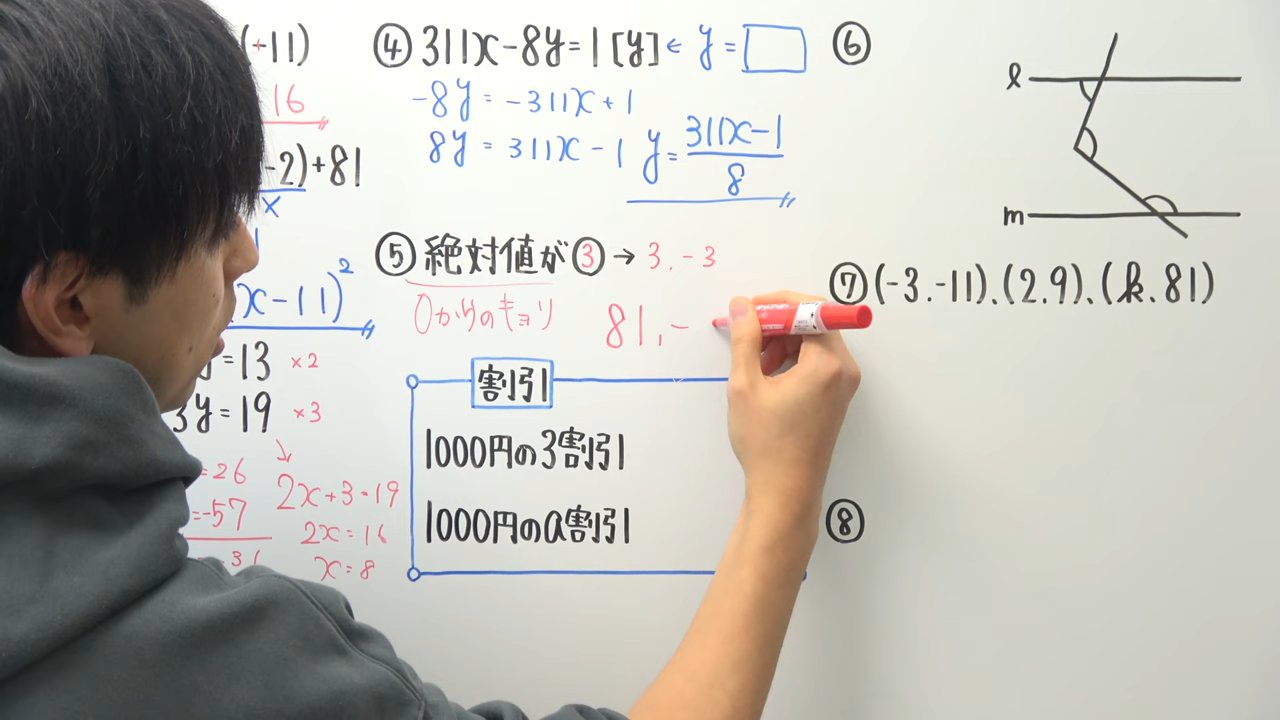 (-11)
16
-2)+81
x
x-11)²
=13 ×2
3y=19 ×3
=26
=-57
2x+3・19
2x=16
x=8
④ 311x-8y=1 [y] ← y=□
-8y=-311x+1
8y=311x-1 y=311x-1/8
⑤ 絶対値が③→3.-3
0からのキョリ
81,-
割引
1000円の3割引
1000円のa割引
⑥
l
m
⑦(-3.-11)、(2.9)、(k.81)
⑧